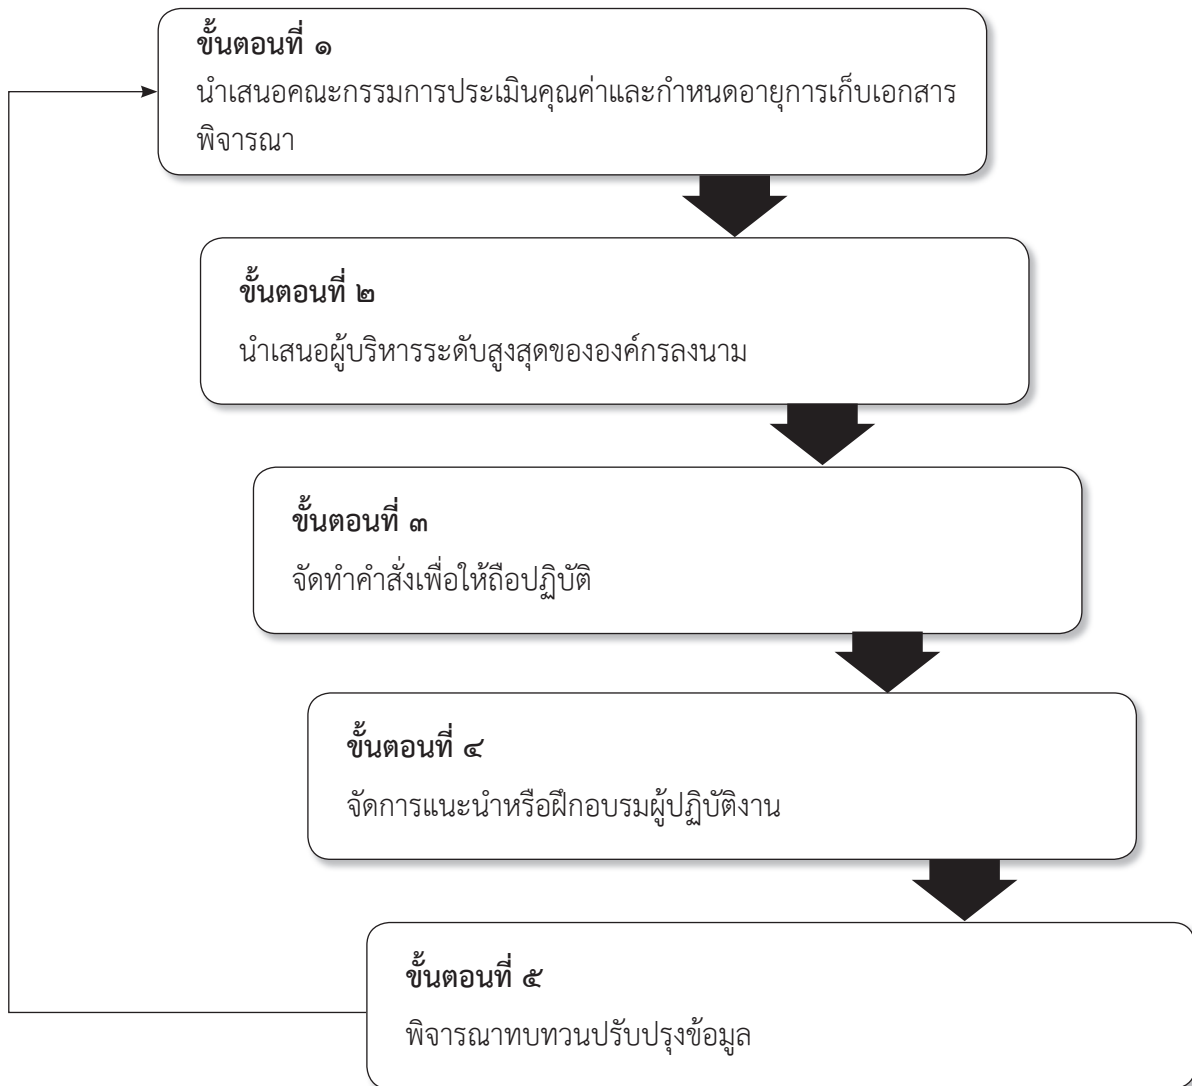 ขั้นตอนที่ ๑
นำเสนอคณะกรรมการประเมินคุณค่าและกำหนดอายุการเก็บเอกสาร
พิจารณา
ขั้นตอนที่ ๒
นำเสนอผู้บริหารระดับสูงสุดขององค์กรลงนาม
ขั้นตอนที่ ๓
จัดทำคำสั่งเพื่อให้ถือปฏิบัติ
ขั้นตอนที่ ๔
จัดการแนะนำหรือฝึกอบรมผู้ปฏิบัติงาน
ขั้นตอนที่ ๕
พิจารณาทบทวนปรับปรุงข้อมูล